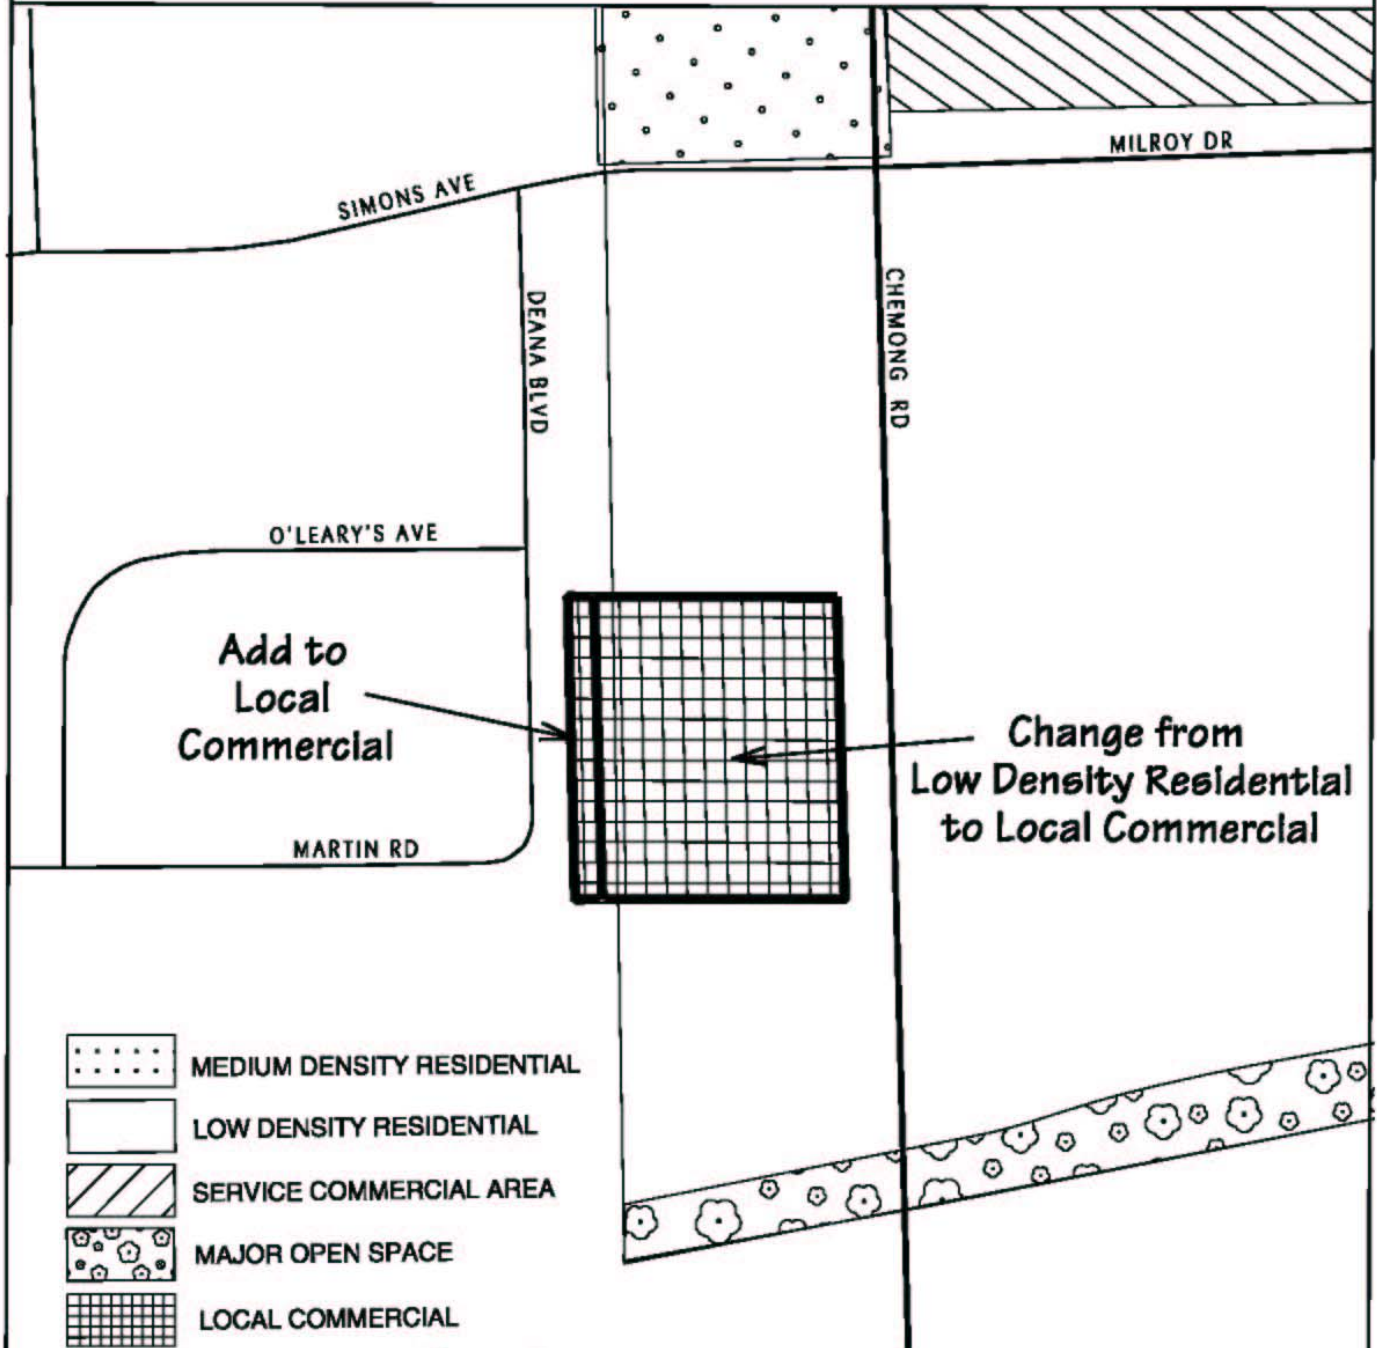 MILROY DR
SIMONS AVE
DEANA BLVD
CHEMONG RD
O'LEARY'S AVE
Add to
Local
Commercial
Change from
Low Density Residential
to Local Commercial
MARTIN RD
MEDIUM DENSITY RESIDENTIAL
LOW DENSITY RESIDENTIAL
SERVICE COMMERCIAL AREA
MAJOR OPEN SPACE
LOCAL COMMERCIAL